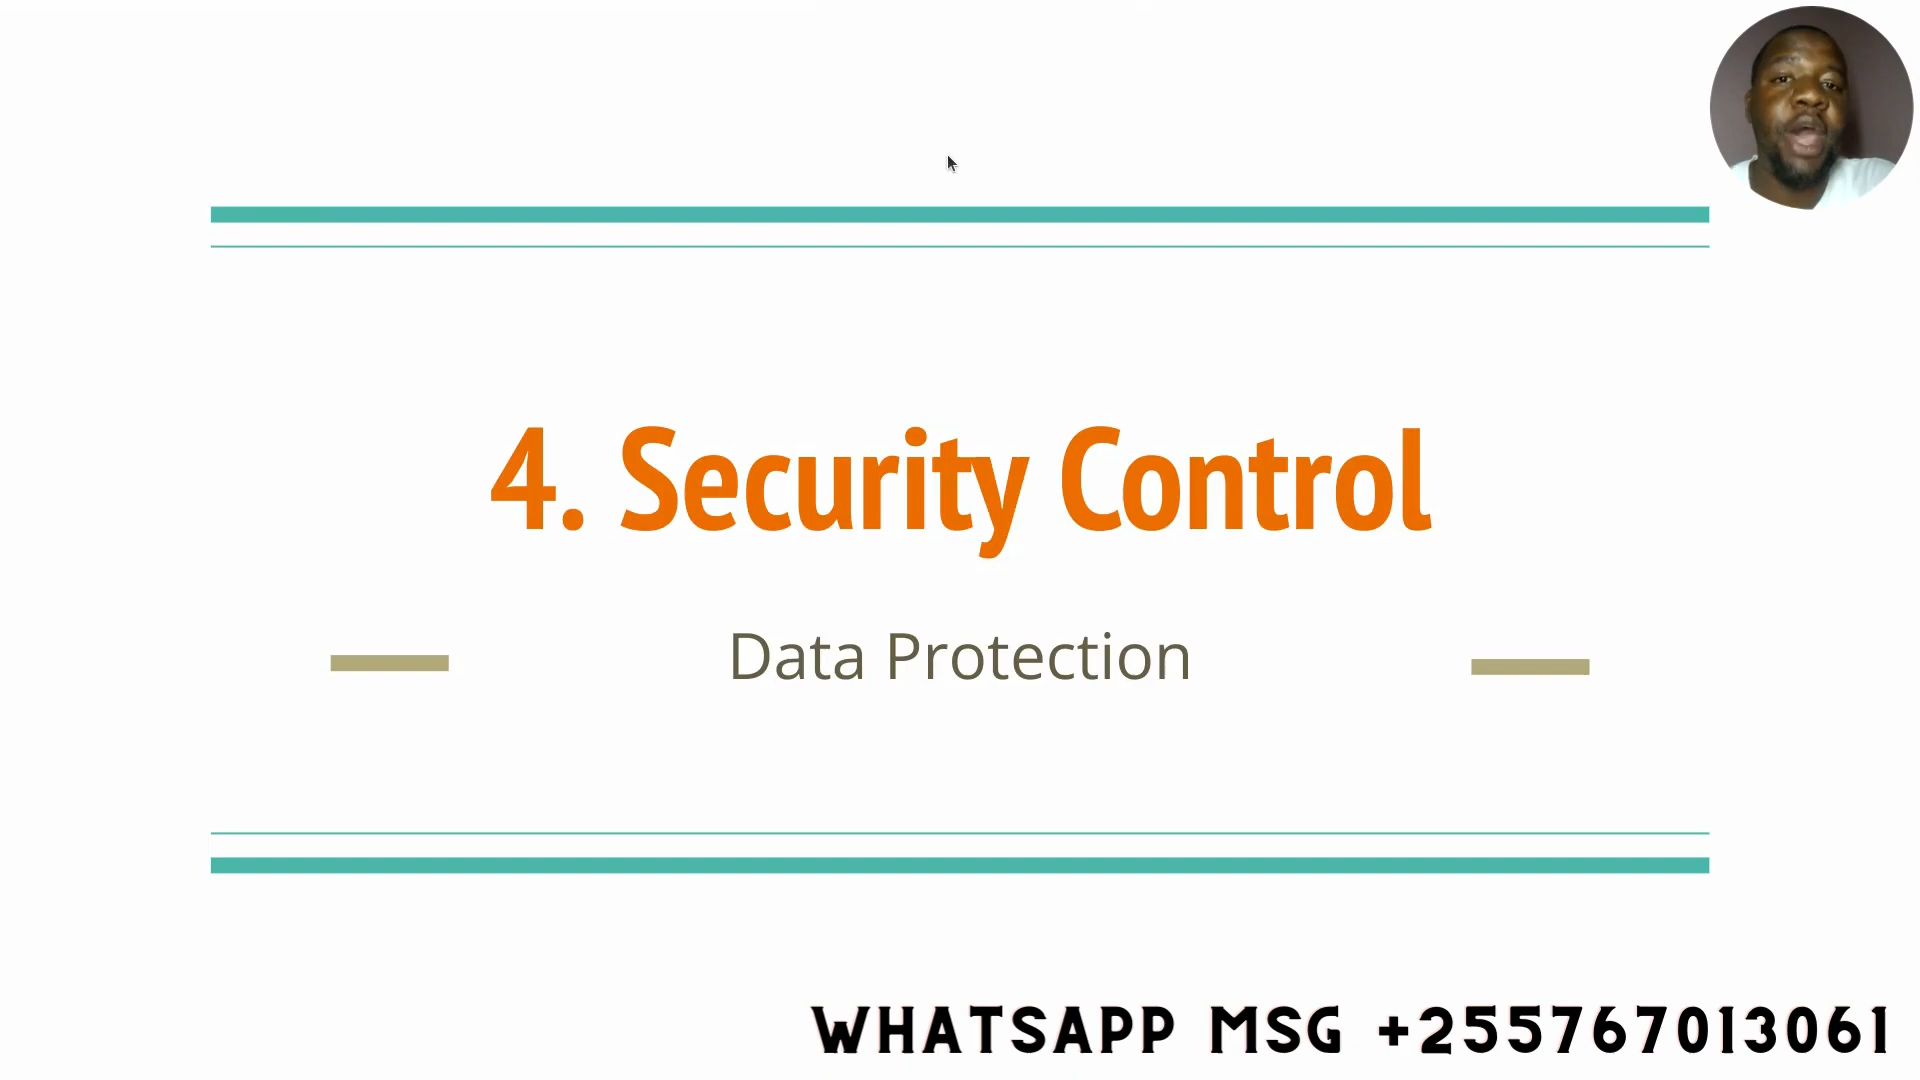 4. Security Control
Data Protection
WHATSAPP MSG +255767013061